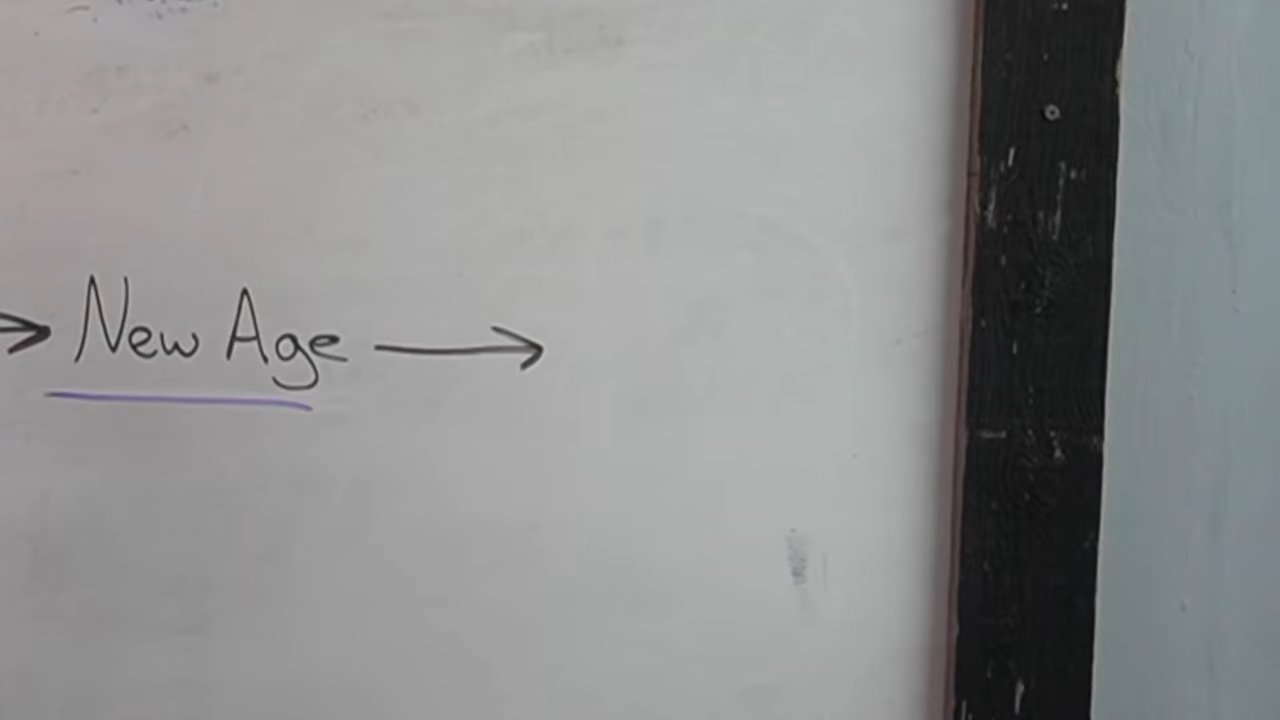 → New Age →